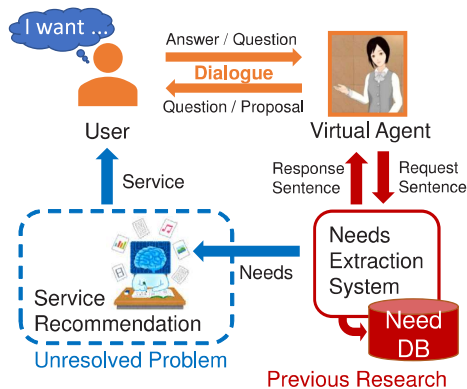 I want ...
Answer / Question
Dialogue
Question / Proposal
User
Virtual Agent
Service
Response
Sentence
Request
Sentence
Needs
Extraction
System
Needs
Service
Recommendation
Need
DB
Unresolved Problem
Previous Research